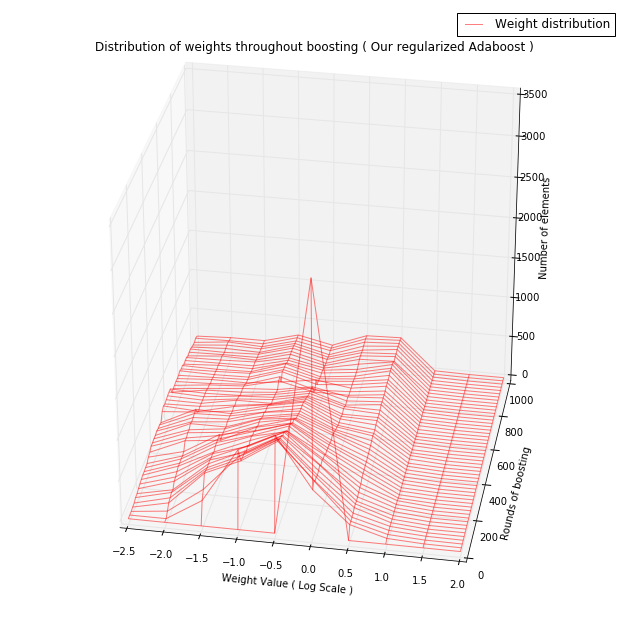 Weight distribution
Distribution of weights throughout boosting ( Our regularized Adaboost )
3500
3000
2500
2000
1500
1000
500
0
Number of elements
1000
800
600
400
200
0
Rounds of boosting
−2.5 −2.0 −1.5 −1.0 −0.5 0.0 0.5 1.0 1.5 2.0
Weight Value ( Log Scale )